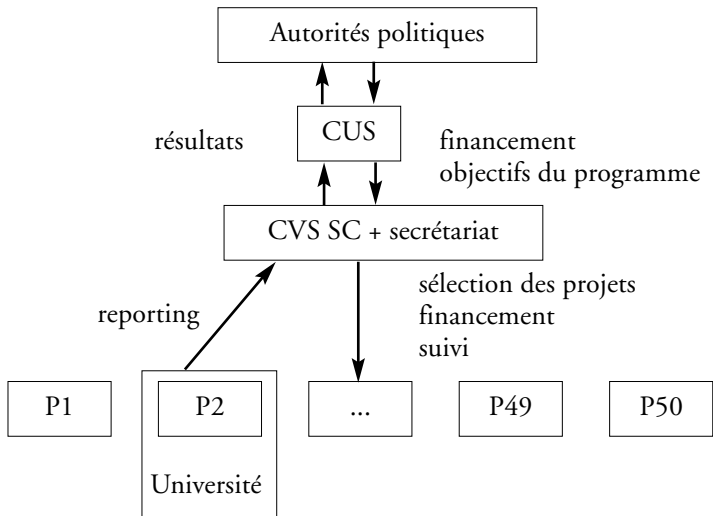 Autorités politiques
résultats
CUS
financement
objectifs du programme
CVS SC + secrétariat
reporting
sélection des projets
financement
suivi
P1
P2
...
P49
P50
Université